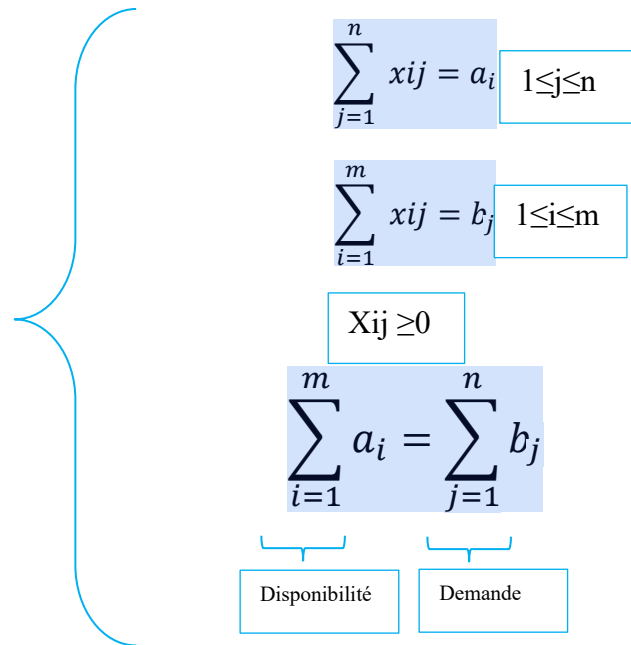 ∑_{j=1}^{n} xij = a_i 1≤j≤n
∑_{i=1}^{m} xij = b_j 1≤i≤m
Xij ≥0
∑_{i=1}^{m} a_i = ∑_{j=1}^{n} b_j
Disponibilité Demande